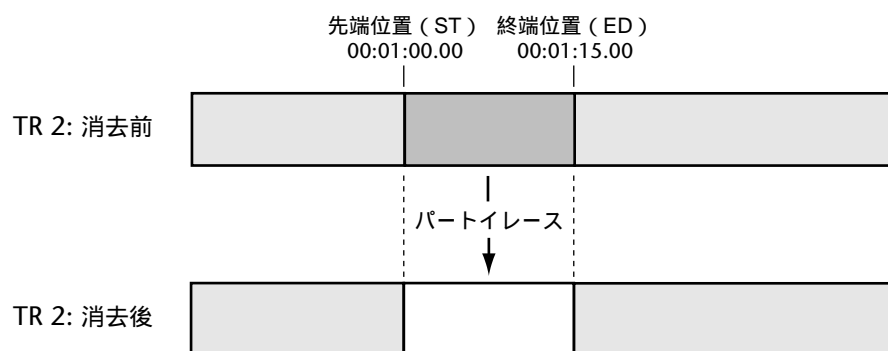 先端位置（ST） 終端位置（ED）
00:01:00.00 00:01:15.00
TR 2: 消去前
パートイレース
TR 2: 消去後